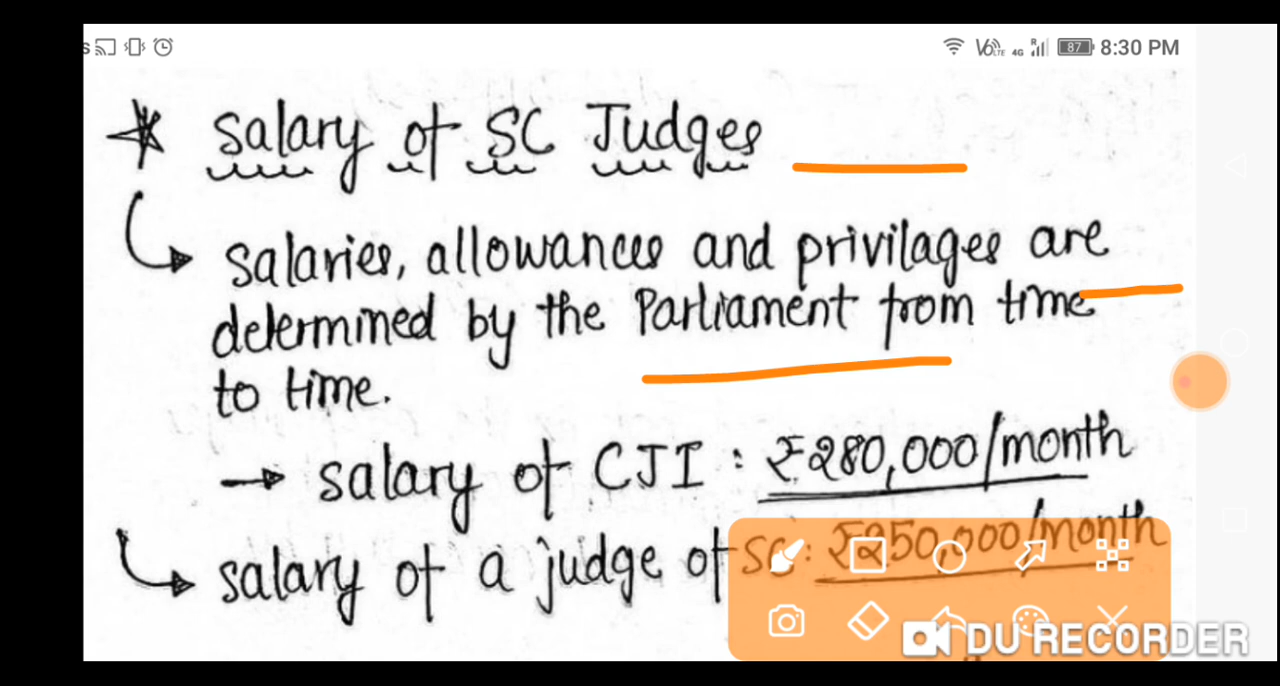 87 8:30 PM
salary of SC Judges
salaries, allowances and privilages are
determined by the Parliament from time
to time.
→ salary of CJI : ₹280,000/month
salary of a judge of SC: ₹250,000/month
DU RECORDER